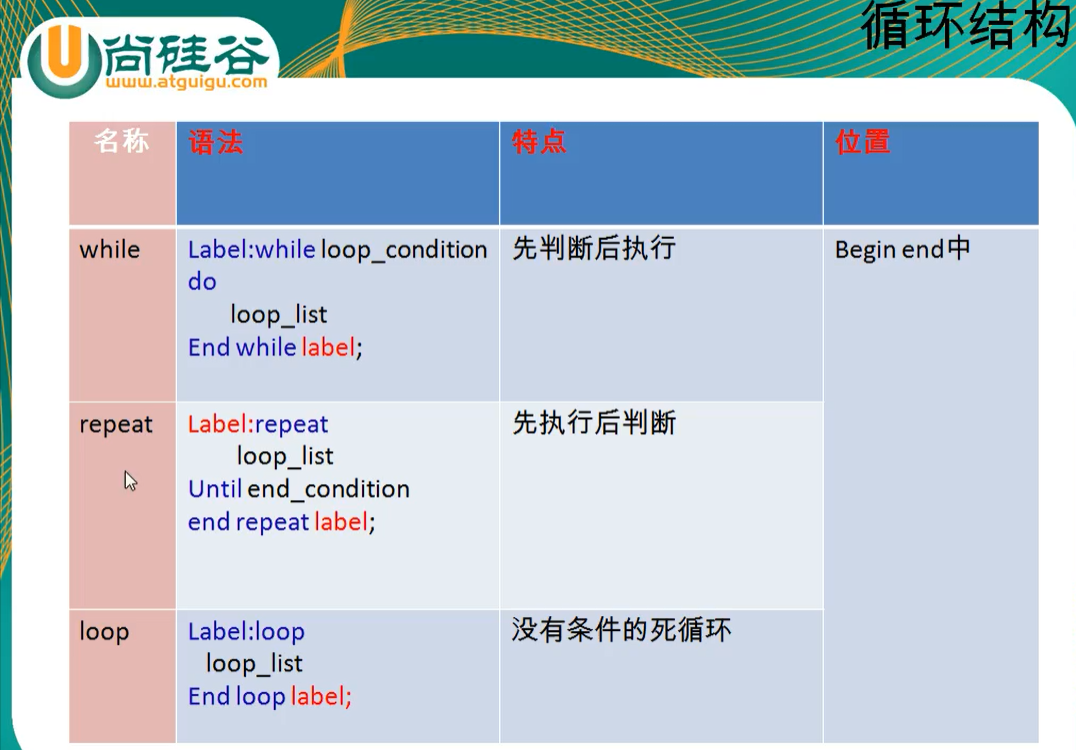 循环结构
尚硅谷
www.atguigu.com
名称 语法 特点 位置
while
Label:while loop_condition
do
loop_list
End while label;
先判断后执行
Begin end中
repeat
Label:repeat
loop_list
Until end_condition
end repeat label;
先执行后判断
loop
Label:loop
loop_list
End loop label;
没有条件的死循环